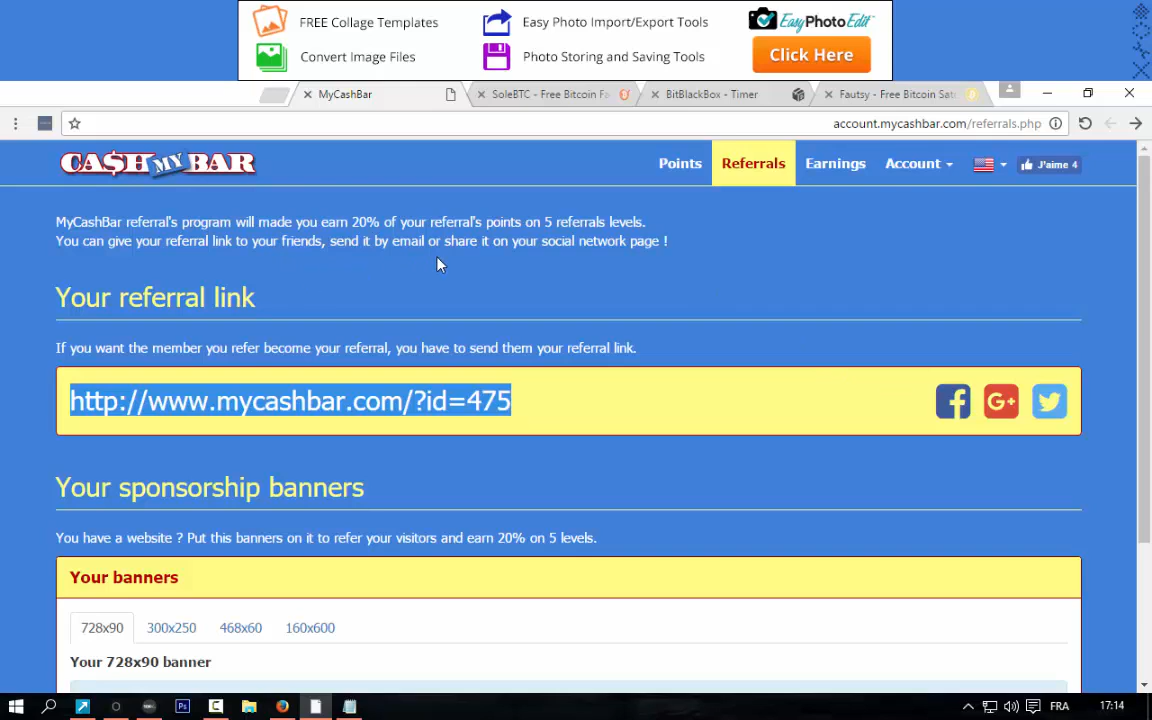 FREE Collage Templates
Easy Photo Import/Export Tools
EasyPhotoEdit™
Convert Image Files
Photo Storing and Saving Tools
Click Here
MyCashBar
SoleBTC - Free Bitcoin Fa
BitBlackBox - Timer
Fautsy - Free Bitcoin Sato
account.mycashbar.com/referrals.php
CA$H MY BAR
Points
Referrals
Earnings
Account
J'aime 4
MyCashBar referral's program will made you earn 20% of your referral's points on 5 referrals levels.
You can give your referral link to your friends, send it by email or share it on your social network page !
Your referral link
If you want the member you refer become your referral, you have to send them your referral link.
http://www.mycashbar.com/?id=475
Your sponsorship banners
You have a website ? Put this banners on it to refer your visitors and earn 20% on 5 levels.
Your banners
728x90
300x250
468x60
160x600
Your 728x90 banner
FRA
17:14